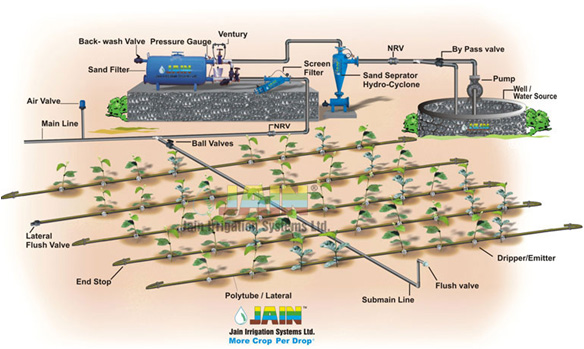 Ventury
Back- wash Valve
Pressure Gauge
NRV
By Pass valve
Sand Filter
JAIN
Screen
Filter
Sand Seprator
Hydro-Cyclone
Pump
Well /
Water Source
Air Valve
Main Line
NRV
Ball Valves
JAIN®
Jain Irrigation Systems Ltd.
Lateral
Flush Valve
Dripper/Emitter
End Stop
Polytube / Lateral
Submain Line
Flush valve
JAIN™
Jain Irrigation Systems Ltd.
More Crop Per Drop™